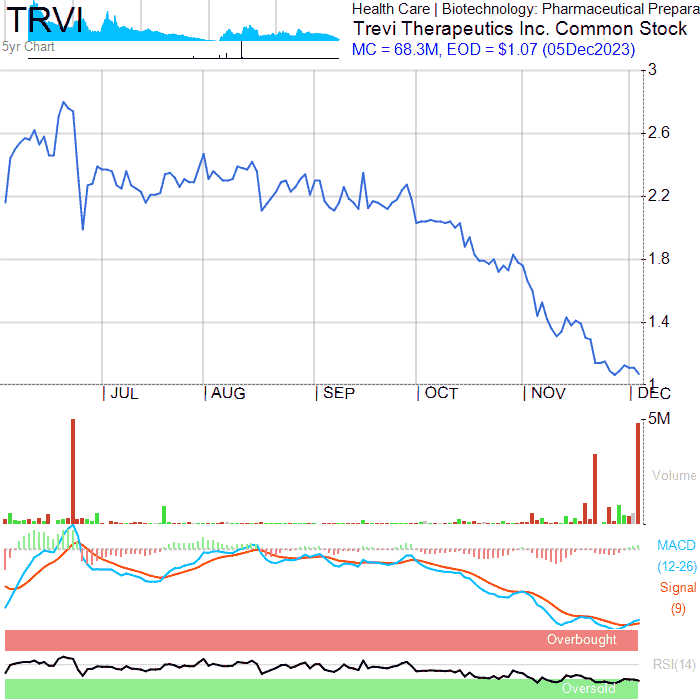 TRVI
5yr Chart
Health Care | Biotechnology: Pharmaceutical Prepara
Trevi Therapeutics Inc. Common Stock
MC = 68.3M, EOD = $1.07 (05Dec2023)
3
2.6
2.2
1.8
1.4
1
| JUL | AUG | SEP | OCT | NOV | DEC
5M
Volume
MACD
(12-26)
Signal
(9)
Overbought
RSI(14)
Oversold